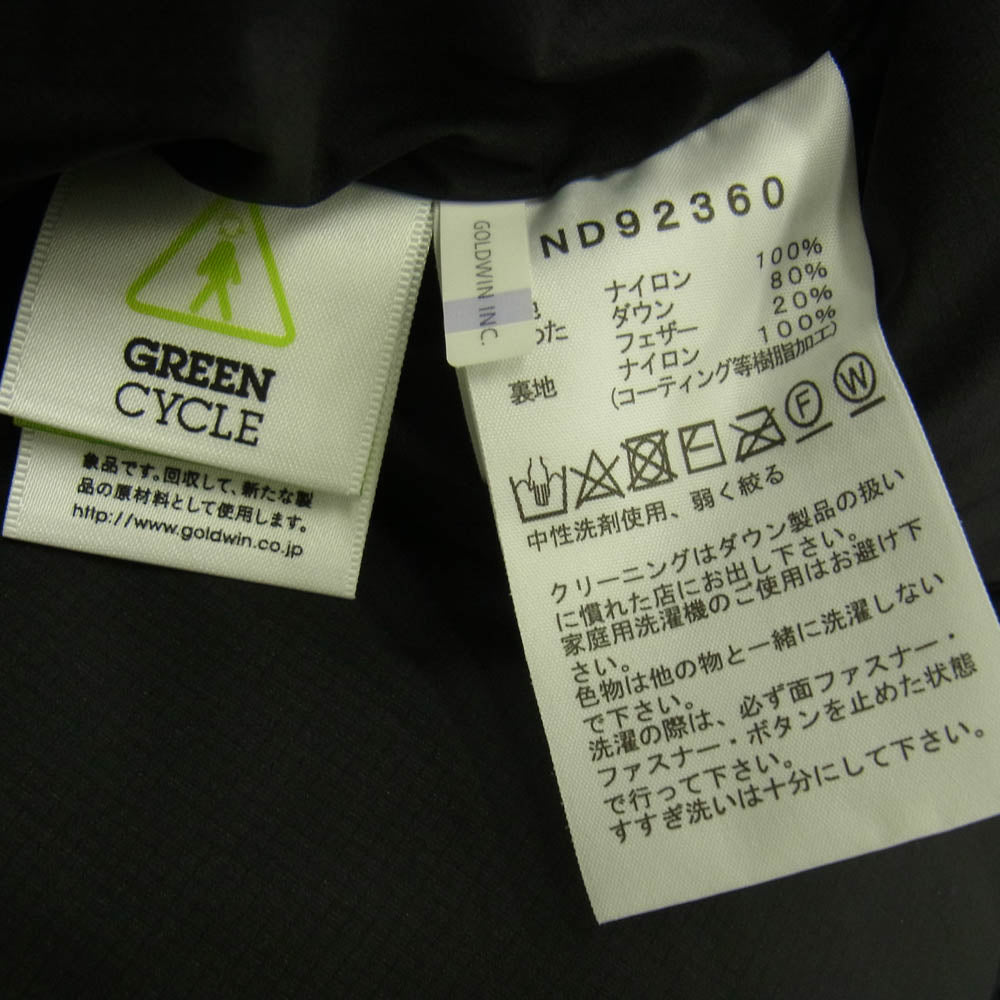 GREEN
CYCLE
象品です。回収して、新たな製
品の原材料として使用します。
http://www.goldwin.co.jp
GOLDWIN INC.
ND92360
ナイロン 100%
ダウン 80%
フェザー 20%
裏地 ナイロン 100%
(コーティング等樹脂加工)
F
W
中性洗剤使用、弱く絞る
クリーニングはダウン製品の扱い
に慣れた店にお出し下さい。
家庭用洗濯機のご使用はお避け下
さい。
色物は他の物と一緒に洗濯しない
で下さい。
洗濯の際は、必ず面ファスナー・
ファスナー・ボタンを止めた状態
で行って下さい。
すすぎ洗いは十分にして下さい。